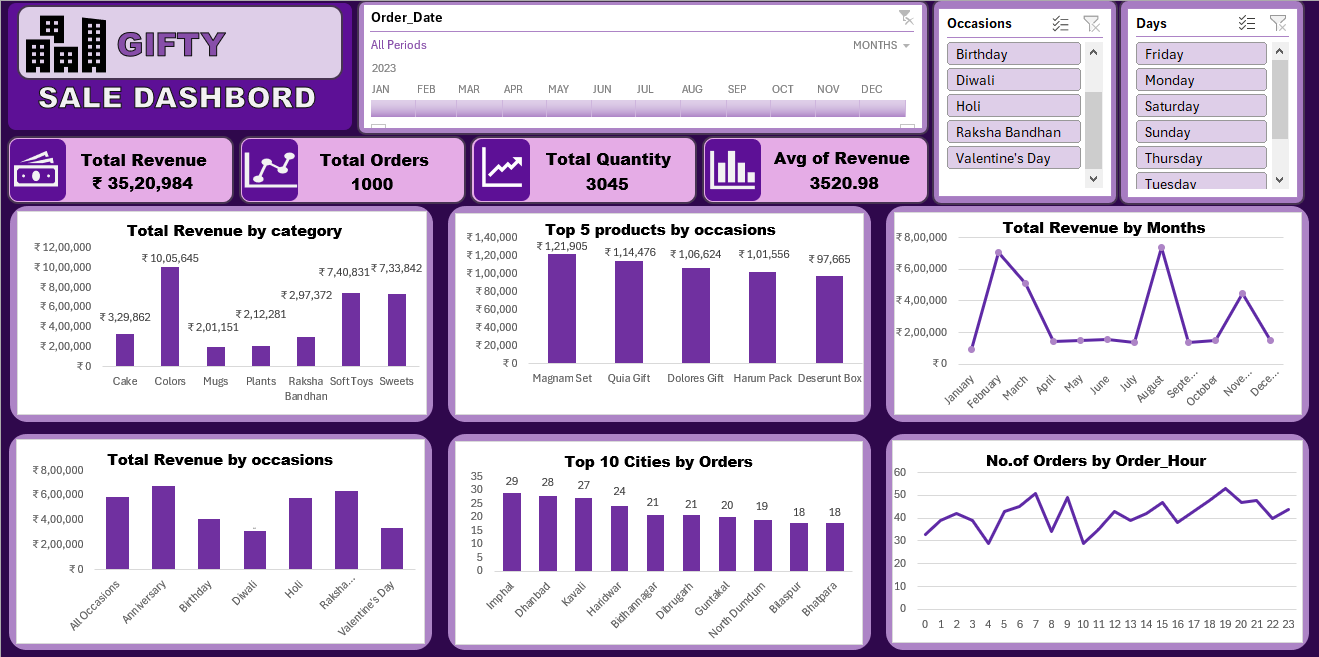 GIFTY
SALE DASHBORD
Order_Date
All Periods
MONTHS
2023
JAN FEB MAR APR MAY JUN JUL AUG SEP OCT NOV DEC
Occasions
Birthday
Diwali
Holi
Raksha Bandhan
Valentine's Day
Days
Friday
Monday
Saturday
Sunday
Thursday
Tuesday
Total Revenue
₹ 35,20,984
Total Orders
1000
Total Quantity
3045
Avg of Revenue
3520.98
Total Revenue by category
₹ 12,00,000
₹ 10,00,000
₹ 8,00,000
₹ 6,00,000
₹ 4,00,000
₹ 2,00,000
₹ 0
₹ 3,29,862
₹ 10,05,645
₹ 2,01,151
₹ 2,12,281
₹ 2,97,372
₹ 7,40,831
₹ 7,33,842
Cake Colors Mugs Plants Raksha Soft Toys Sweets
Bandhan
Top 5 products by occasions
₹ 1,40,000
₹ 1,20,000
₹ 1,00,000
₹ 80,000
₹ 60,000
₹ 40,000
₹ 20,000
₹ 0
₹ 1,21,905
₹ 1,14,476
₹ 1,06,624
₹ 1,01,556
₹ 97,665
Magnam Set Quia Gift Dolores Gift Harum Pack Deserunt Box
Total Revenue by Months
₹ 8,00,000
₹ 6,00,000
₹ 4,00,000
₹ 2,00,000
₹ 0
January February March April May June July August Septe... October Nove... Dece...
Total Revenue by occasions
₹ 8,00,000
₹ 6,00,000
₹ 4,00,000
₹ 2,00,000
₹ 0
All Occasions Anniversary Birthday Diwali Holi Raksha... Valentine's Day
Top 10 Cities by Orders
35
30
25
20
15
10
5
0
29 28 27 24 21 21 20 19 18 18
Imphal Dhanbad Kavali Haridwar Bidhannagar Dibrugarh Guntakal North Dumdum Bilaspur Bhatpara
No.of Orders by Order_Hour
60
50
40
30
20
10
0
0 1 2 3 4 5 6 7 8 9 10 11 12 13 14 15 16 17 18 19 20 21 22 23